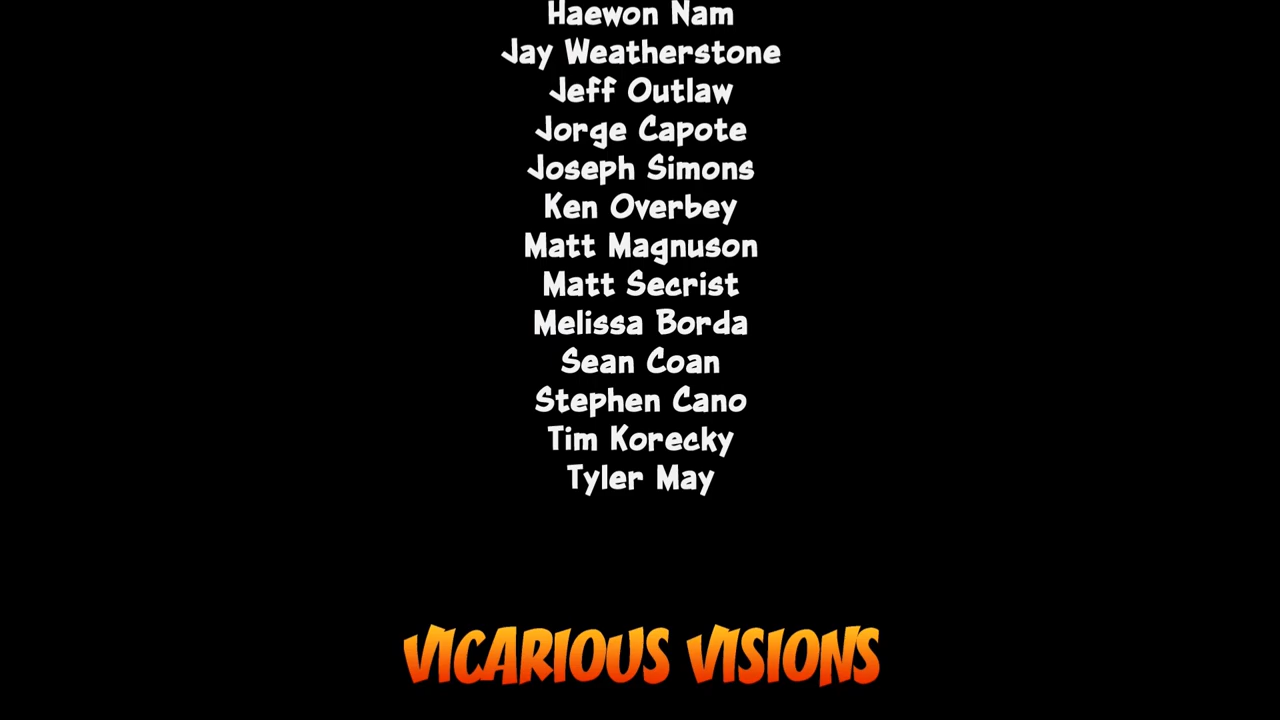 Haewon Nam
Jay Weatherstone
Jeff Outlaw
Jorge Capote
Joseph Simons
Ken Overbey
Matt Magnuson
Matt Secrist
Melissa Borda
Sean Coan
Stephen Cano
Tim Korecky
Tyler May
VICARIOUS VISIONS